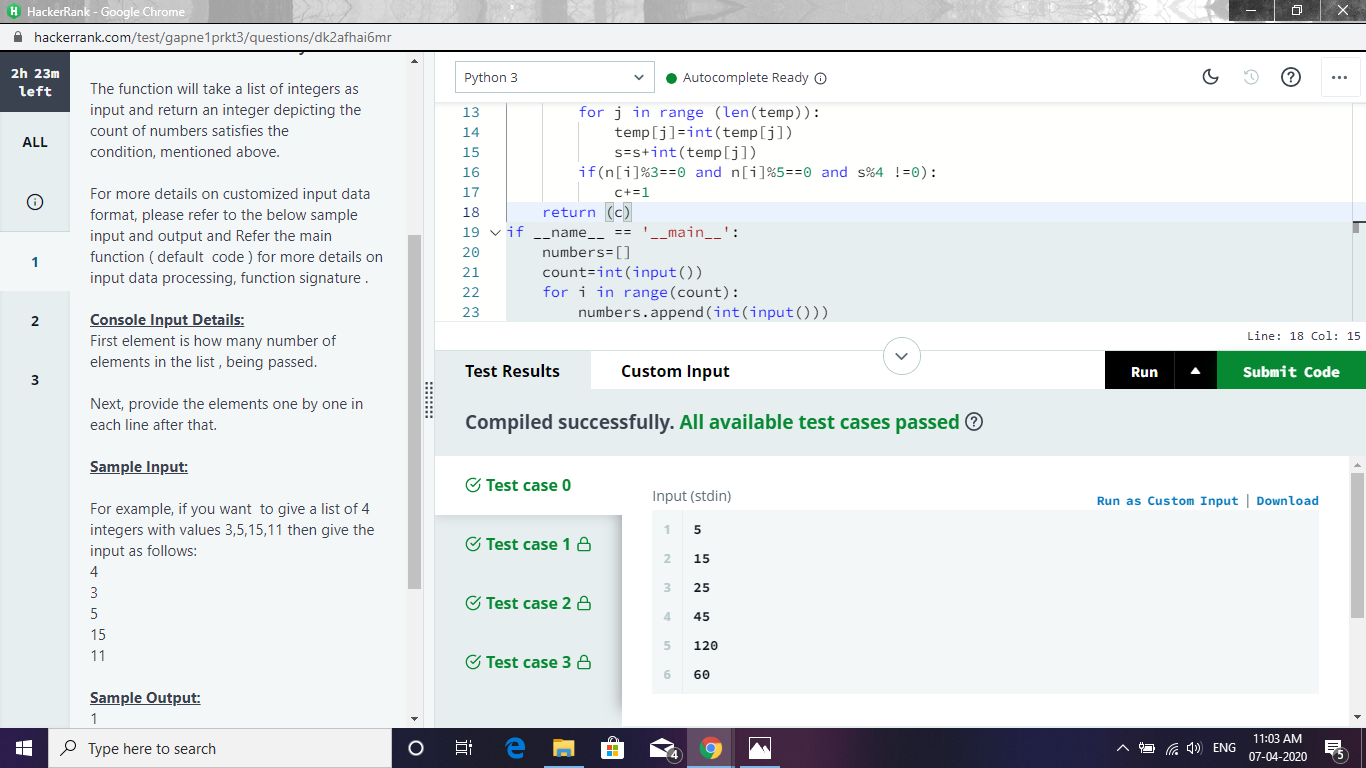 HackerRank - Google Chrome
hackerrank.com/test/gapne1prkt3/questions/dk2afhai6mr
2h 23m
left
ALL
1
2
3
The function will take a list of integers as
input and return an integer depicting the
count of numbers satisfies the
condition, mentioned above.
For more details on customized input data
format, please refer to the below sample
input and output and Refer the main
function ( default code ) for more details on
input data processing, function signature .
Console Input Details:
First element is how many number of
elements in the list , being passed.
Next, provide the elements one by one in
each line after that.
Sample Input:
For example, if you want to give a list of 4
integers with values 3,5,15,11 then give the
input as follows:
4
3
5
15
11
Sample Output:
1
Python 3
Autocomplete Ready
13 for j in range (len(temp)):
14 temp[j]=int(temp[j])
15 s=s+int(temp[j])
16 if(n[i]%3==0 and n[i]%5==0 and s%4 !=0):
17 c+=1
18 return (c)
19 if __name__ == '__main__':
20 numbers=[]
21 count=int(input())
22 for i in range(count):
23 numbers.append(int(input()))
Line: 18 Col: 15
Test Results
Custom Input
Run
Submit Code
Compiled successfully. All available test cases passed
Test case 0
Test case 1
Test case 2
Test case 3
Input (stdin)
Run as Custom Input | Download
1 5
2 15
3 25
4 45
5 120
6 60
Type here to search
4
ENG
11:03 AM
07-04-2020
5